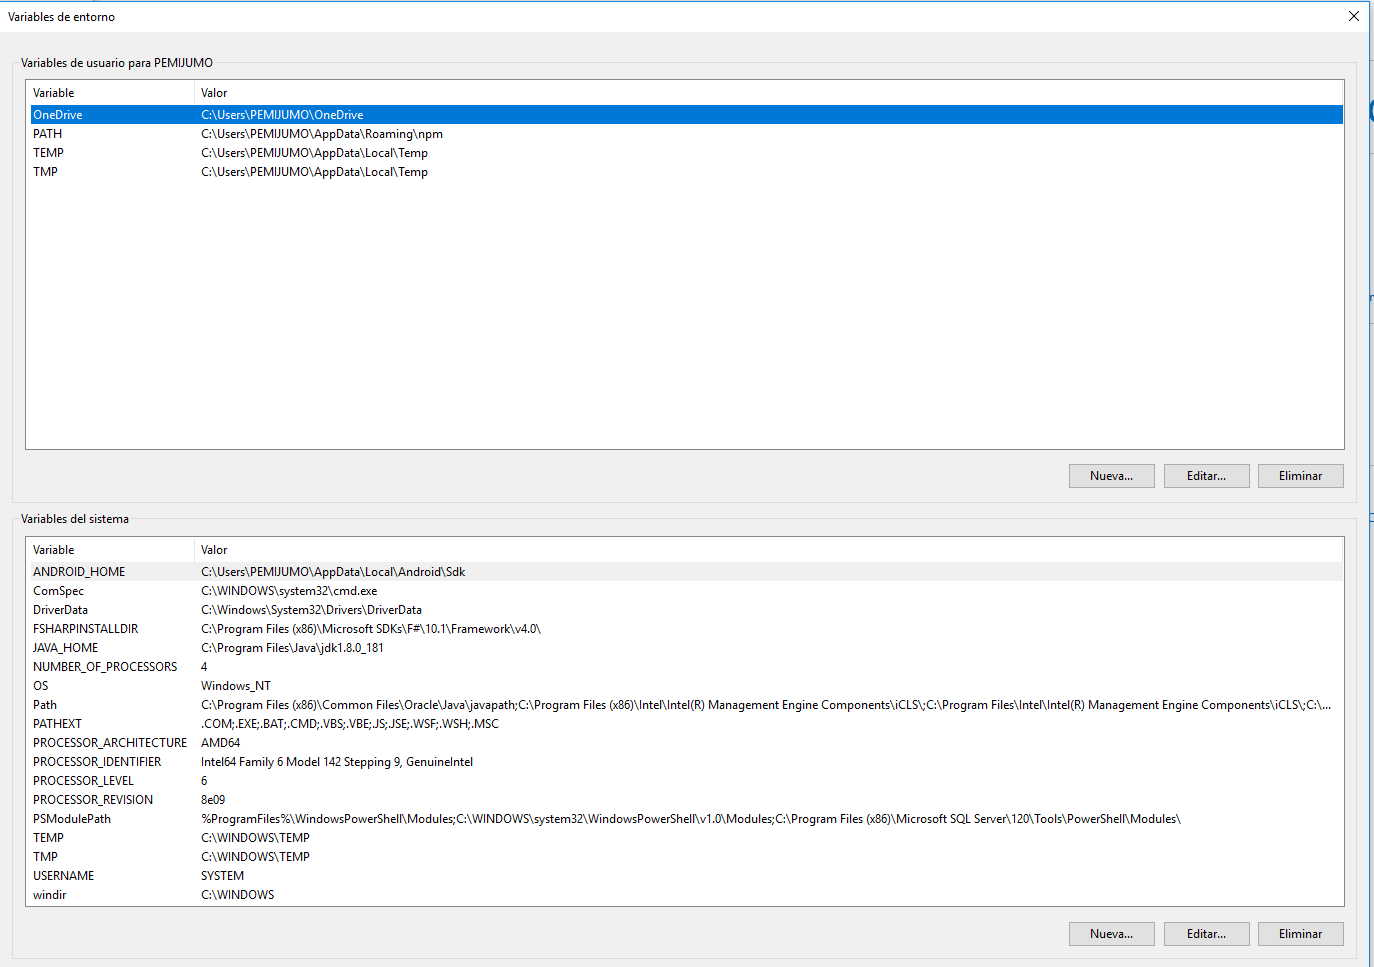 Variables de entorno
Variables de usuario para PEMIJUMO
Variable Valor
OneDrive C:\Users\PEMIJUMO\OneDrive
PATH C:\Users\PEMIJUMO\AppData\Roaming\npm
TEMP C:\Users\PEMIJUMO\AppData\Local\Temp
TMP C:\Users\PEMIJUMO\AppData\Local\Temp
Nueva... Editar... Eliminar
Variables del sistema
Variable Valor
ANDROID_HOME C:\Users\PEMIJUMO\AppData\Local\Android\Sdk
ComSpec C:\WINDOWS\system32\cmd.exe
DriverData C:\Windows\System32\Drivers\DriverData
FSHARPINSTALLDIR C:\Program Files (x86)\Microsoft SDKs\F#\10.1\Framework\v4.0\
JAVA_HOME C:\Program Files\Java\jdk1.8.0_181
NUMBER_OF_PROCESSORS 4
OS Windows_NT
Path C:\Program Files (x86)\Common Files\Oracle\Java\javapath;C:\Program Files (x86)\Intel\Intel(R) Management Engine Components\iCLS\;C:\Program Files\Intel\Intel(R) Management Engine Components\iCLS\;C:\...
PATHEXT .COM;.EXE;.BAT;.CMD;.VBS;.VBE;.JS;.JSE;.WSF;.WSH;.MSC
PROCESSOR_ARCHITECTURE AMD64
PROCESSOR_IDENTIFIER Intel64 Family 6 Model 142 Stepping 9, GenuineIntel
PROCESSOR_LEVEL 6
PROCESSOR_REVISION 8e09
PSModulePath %ProgramFiles%\WindowsPowerShell\Modules;C:\WINDOWS\system32\WindowsPowerShell\v1.0\Modules;C:\Program Files (x86)\Microsoft SQL Server\120\Tools\PowerShell\Modules\
TEMP C:\WINDOWS\TEMP
TMP C:\WINDOWS\TEMP
USERNAME SYSTEM
windir C:\WINDOWS
Nueva... Editar... Eliminar